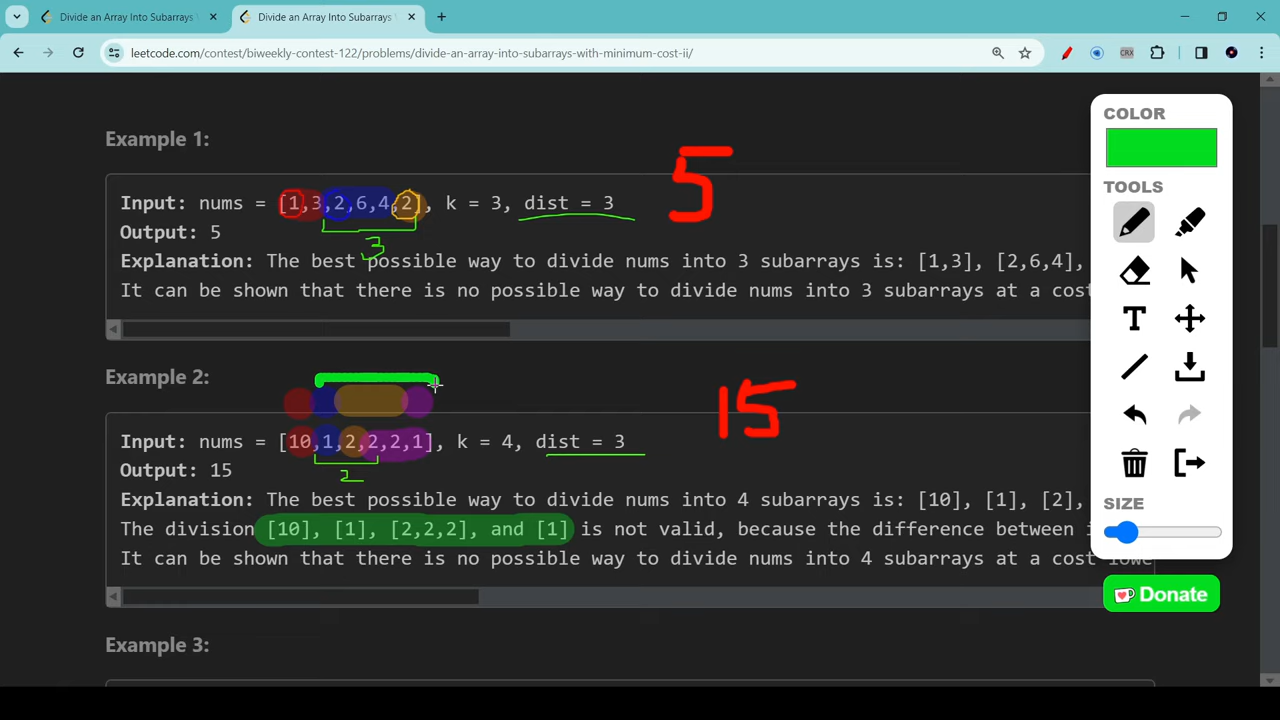 Divide an Array Into Subarrays
Divide an Array Into Subarrays
leetcode.com/contest/biweekly-contest-122/problems/divide-an-array-into-subarrays-with-minimum-cost-ii/
CRX
Example 1:
Input: nums = [1,3,2,6,4,2], k = 3, dist = 3
5
Output: 5
3
Explanation: The best possible way to divide nums into 3 subarrays is: [1,3], [2,6,4],
It can be shown that there is no possible way to divide nums into 3 subarrays at a cost
Example 2:
Input: nums = [10,1,2,2,2,1], k = 4, dist = 3
15
Output: 15
2
Explanation: The best possible way to divide nums into 4 subarrays is: [10], [1], [2],
The division [10], [1], [2,2,2], and [1] is not valid, because the difference between
It can be shown that there is no possible way to divide nums into 4 subarrays at a cost
Example 3:
COLOR
TOOLS
T
SIZE
Donate